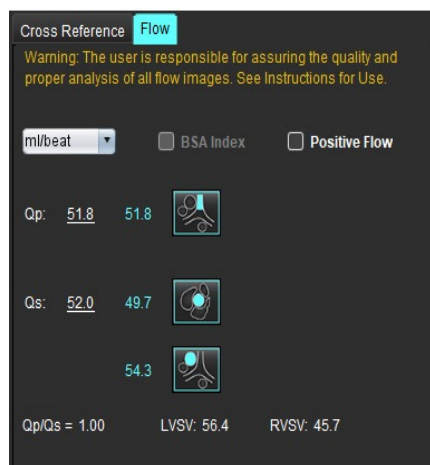 Cross Reference Flow
Warning: The user is responsible for assuring the quality and
proper analysis of all flow images. See Instructions for Use.
ml/beat BSA Index Positive Flow
Qp: 51.8 51.8
Qs: 52.0 49.7
54.3
Qp/Qs = 1.00 LVSV: 56.4 RVSV: 45.7